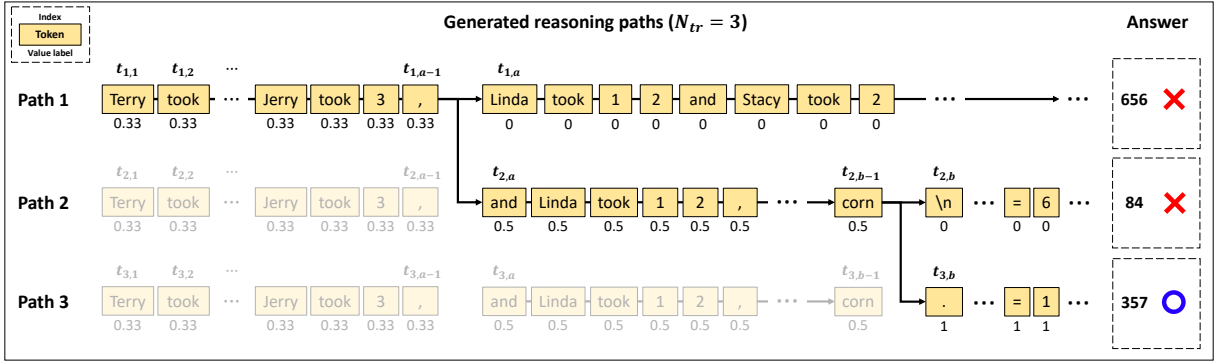 Index
Token
Value label
Generated reasoning paths (N_tr = 3)
Answer
t_1,1 t_1,2 ... t_1,a−1 t_1,a
Path 1 Terry took ... Jerry took 3 , Linda took 1 2 and Stacy took 2 ... ... 656
0.33 0.33 0.33 0.33 0.33 0.33 0 0 0 0 0 0 0 0
t_2,1 t_2,2 ... t_2,a−1 t_2,a t_2,b−1 t_2,b
Path 2 Terry took ... Jerry took 3 , and Linda took 1 2 , ... corn \n ... = 6 ... 84
0.33 0.33 0.33 0.33 0.33 0.33 0.5 0.5 0.5 0.5 0.5 0.5 0.5 0 0 0
t_3,1 t_3,2 ... t_3,a−1 t_3,a t_3,b−1 t_3,b
Path 3 Terry took ... Jerry took 3 , and Linda took 1 2 , ... corn . ... = 1 ... 357
0.33 0.33 0.33 0.33 0.33 0.33 0.5 0.5 0.5 0.5 0.5 0.5 0.5 1 1 1